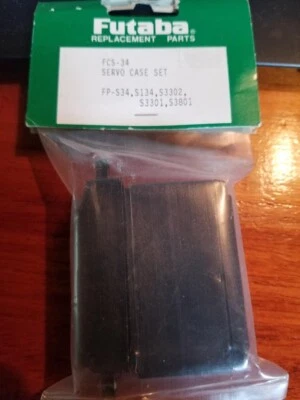 Futaba
REPLACEMENT PARTS
FCS-34
SERVO CASE SET
FP-S34,S134,S3302,
S3301,S3801